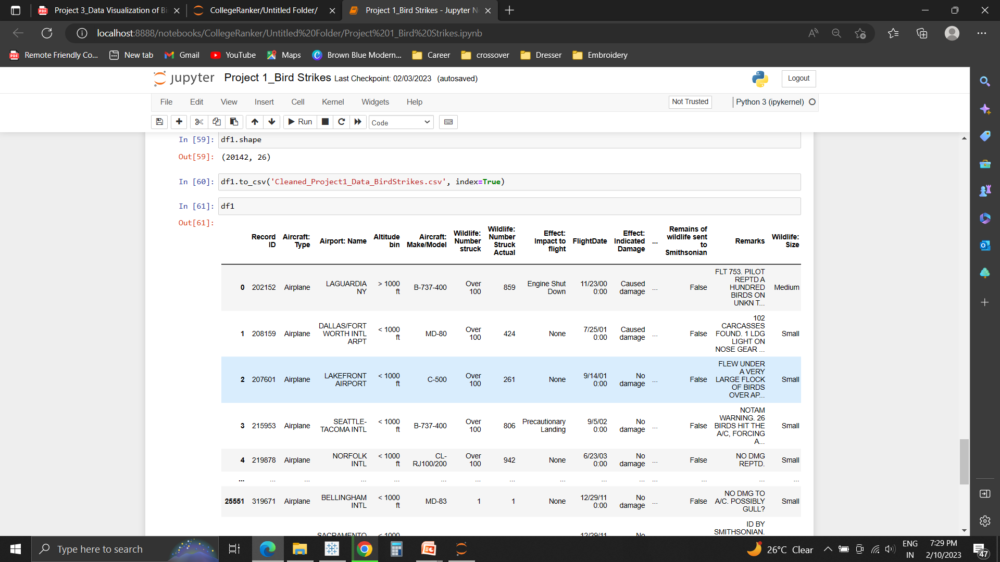 Project 3_Data Visualization of Bi
CollegeRanker/Untitled Folder/
Project 1_Bird Strikes - Jupyter N
localhost:8888/notebooks/CollegeRanker/Untitled%20Folder/Project%201_Bird%20Strikes.ipynb
Remote Friendly Co... New tab Gmail YouTube Maps Brown Blue Modern... Career crossover Dresser Embroidery
jupyter Project 1_Bird Strikes Last Checkpoint: 02/03/2023 (autosaved)
Logout
File Edit View Insert Cell Kernel Widgets Help
Not Trusted
Python 3 (ipykernel)
Run
Code
In [59]: df1.shape
Out[59]: (20142, 26)
In [60]: df1.to_csv('Cleaned_Project1_Data_BirdStrikes.csv', index=True)
In [61]: df1
Out[61]:
Record ID Aircraft: Type Airport: Name Altitude bin Aircraft: Make/Model Wildlife: Number struck Wildlife: Number Struck Actual Effect: Impact to flight FlightDate Effect: Indicated Damage ... Remains of wildlife sent to Smithsonian Remarks Wildlife: Size
0 202152 Airplane LAGUARDIA NY > 1000 ft B-737-400 Over 100 859 Engine Shut Down 11/23/00 0:00 Caused damage ... False FLT 753. PILOT REPTD A HUNDRED BIRDS ON UNKN T... Medium
1 208159 Airplane DALLAS/FORT WORTH INTL ARPT < 1000 ft MD-80 Over 100 424 None 7/25/01 0:00 Caused damage ... False 102 CARCASSES FOUND. 1 LDG LIGHT ON NOSE GEAR ... Small
2 207601 Airplane LAKEFRONT AIRPORT < 1000 ft C-500 Over 100 261 None 9/14/01 0:00 No damage ... False FLEW UNDER A VERY LARGE FLOCK OF BIRDS OVER AP... Small
3 215953 Airplane SEATTLE-TACOMA INTL < 1000 ft B-737-400 Over 100 806 Precautionary Landing 9/5/02 0:00 No damage ... False NOTAM WARNING. 26 BIRDS HIT THE A/C, FORCING A... Small
4 219878 Airplane NORFOLK INTL < 1000 ft CL-RJ100/200 Over 100 942 None 6/23/03 0:00 No damage ... False NO DMG REPTD. Small
... ... ... ... ... ... ... ... ... ... ... ... ... ... ...
25551 319671 Airplane BELLINGHAM INTL < 1000 ft MD-83 1 1 None 12/29/11 0:00 No damage ... False NO DMG TO A/C. POSSIBLY GULL? Small
SACRAMENTO < 1000 12/29/11 No ID BY SMITHSONIAN.
Type here to search
26°C Clear
ENG
IN
7:29 PM
2/10/2023
47